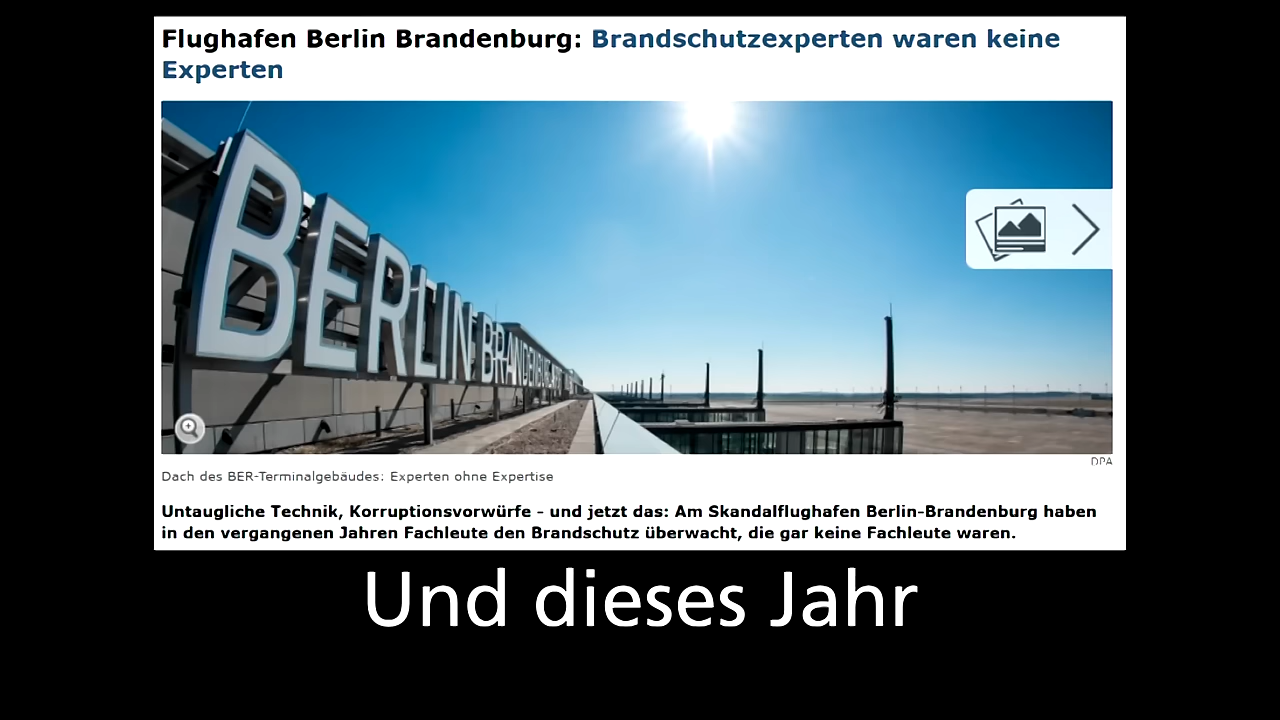 Flughafen Berlin Brandenburg: Brandschutzexperten waren keine
Experten
BERLIN BRANDENBURG
DPA
Dach des BER-Terminalgebäudes: Experten ohne Expertise
Untaugliche Technik, Korruptionsvorwürfe - und jetzt das: Am Skandalflughafen Berlin-Brandenburg haben
in den vergangenen Jahren Fachleute den Brandschutz überwacht, die gar keine Fachleute waren.
Und dieses Jahr